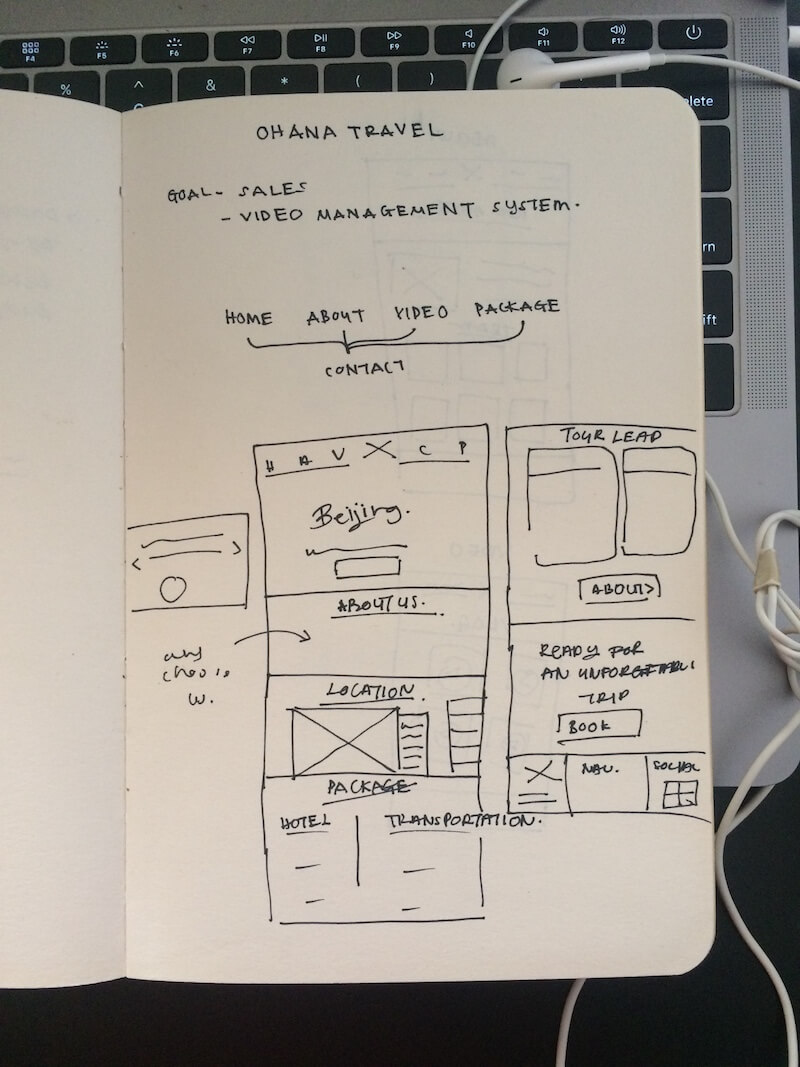 F4
F5
F6
F7
F8
F9
F10
F11
F12
%
^
&
*
(
)
elete
rn
ift
OHANA TRAVEL
GOAL - SALES
- VIDEO MANAGEMENT SYSTEM.
HOME ABOUT VIDEO PACKAGE
CONTACT
H A V C P
Beijing.
ABOUT US.
LOCATION.
PACKAGE
HOTEL TRANSPORTATION.
why
choose
TOUR LEAD
ABOUT>
READY FOR
AN UNFORGETABLE
TRIP
BOOK
NAV. SOCIAL